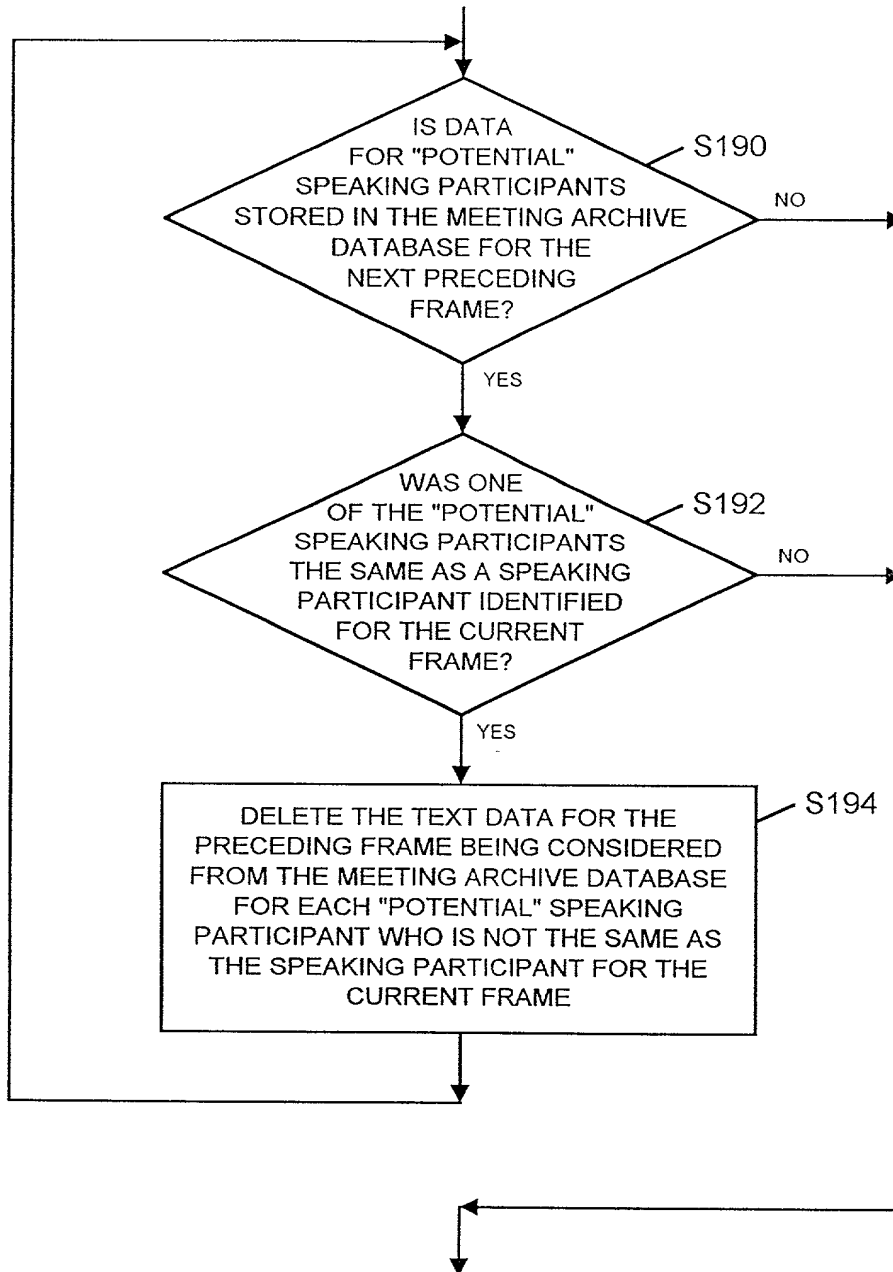 IS DATA
FOR "POTENTIAL"
SPEAKING PARTICIPANTS
STORED IN THE MEETING ARCHIVE
DATABASE FOR THE
NEXT PRECEDING
FRAME?
S190
NO
YES
WAS ONE
OF THE "POTENTIAL"
SPEAKING PARTICIPANTS
THE SAME AS A SPEAKING
PARTICIPANT IDENTIFIED
FOR THE CURRENT
FRAME?
S192
NO
YES
DELETE THE TEXT DATA FOR THE
PRECEDING FRAME BEING CONSIDERED
FROM THE MEETING ARCHIVE DATABASE
FOR EACH "POTENTIAL" SPEAKING
PARTICIPANT WHO IS NOT THE SAME AS
THE SPEAKING PARTICIPANT FOR THE
CURRENT FRAME
S194